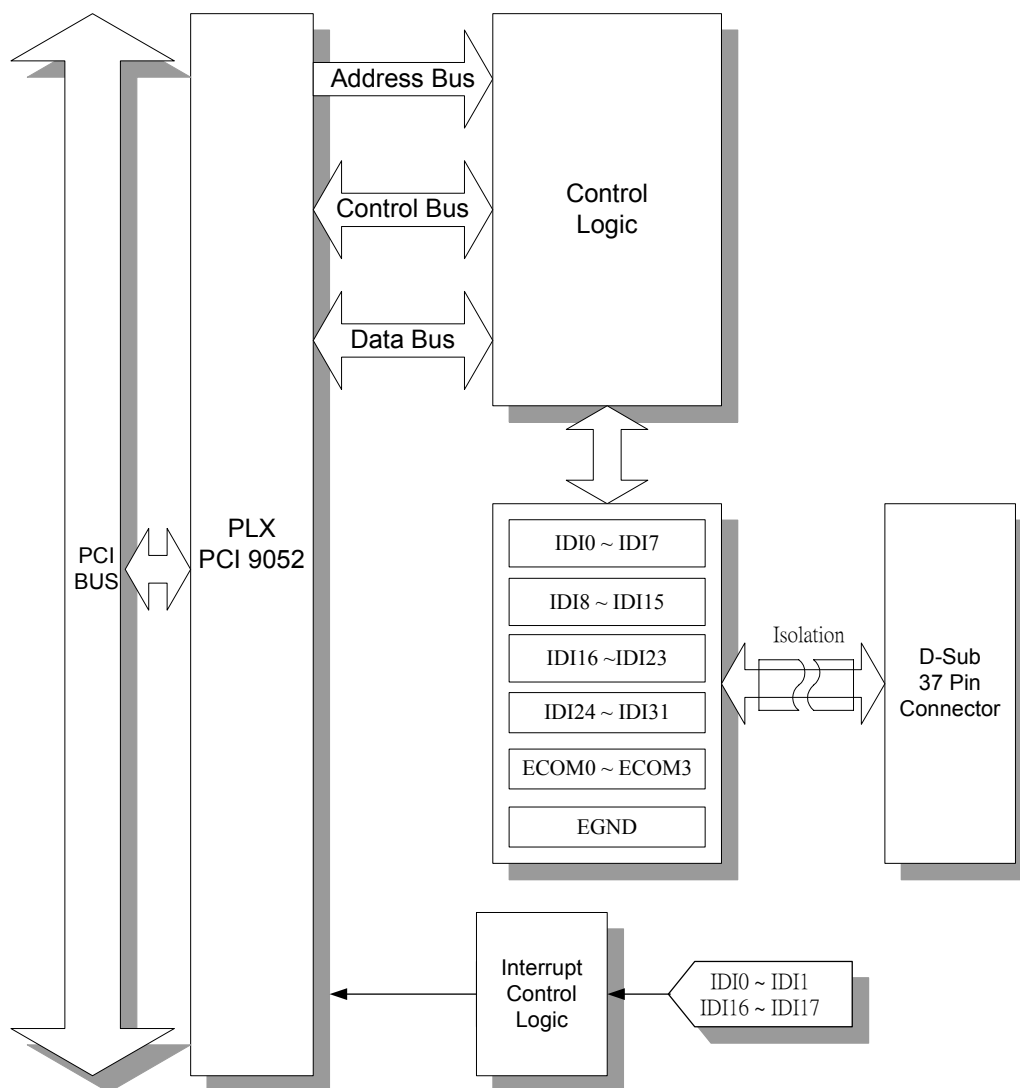 Address Bus
Control Bus
Data Bus
Control
Logic
PCI
BUS
PLX
PCI 9052
IDI0 ~ IDI7
IDI8 ~ IDI15
IDI16 ~IDI23
IDI24 ~ IDI31
ECOM0 ~ ECOM3
EGND
Isolation
D-Sub
37 Pin
Connector
Interrupt
Control
Logic
IDI0 ~ IDI1
IDI16 ~ IDI17